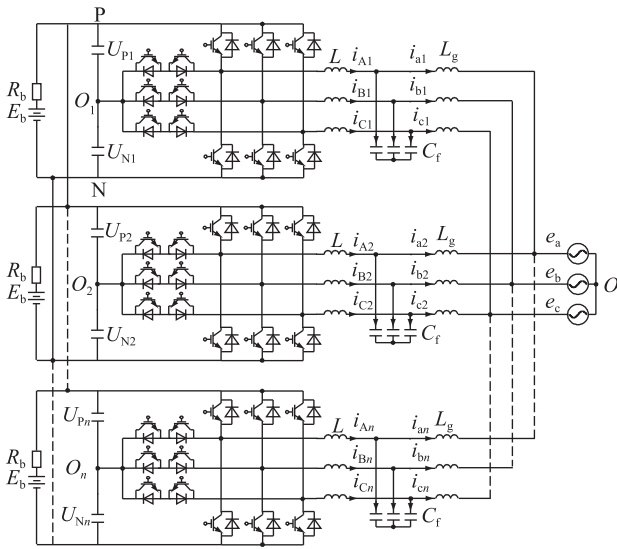 P
U_P1 L i_A1 i_a1 L_g
R_b E_b O_1 i_B1 i_b1
i_C1 i_c1
U_N1 C_f
N
U_P2 L i_A2 i_a2 L_g e_a
R_b E_b O_2 i_B2 i_b2 e_b O
i_C2 i_c2 e_c
U_N2 C_f
U_Pn L i_An i_an L_g
R_b E_b O_n i_Bn i_bn
i_Cn i_cn
U_Nn C_f